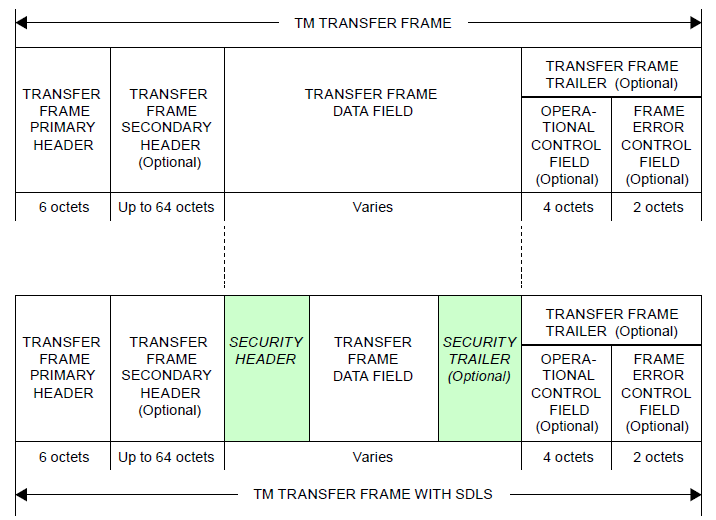 TM TRANSFER FRAME
TRANSFER
FRAME
PRIMARY
HEADER
TRANSFER
FRAME
SECONDARY
HEADER
(Optional)
TRANSFER FRAME
DATA FIELD
TRANSFER FRAME
TRAILER (Optional)
OPERA-
TIONAL
CONTROL
FIELD
(Optional)
FRAME
ERROR
CONTROL
FIELD
(Optional)
6 octets
Up to 64 octets
Varies
4 octets
2 octets
TRANSFER
FRAME
PRIMARY
HEADER
TRANSFER
FRAME
SECONDARY
HEADER
(Optional)
SECURITY
HEADER
TRANSFER
FRAME
DATA FIELD
SECURITY
TRAILER
(Optional)
TRANSFER FRAME
TRAILER (Optional)
OPERA-
TIONAL
CONTROL
FIELD
(Optional)
FRAME
ERROR
CONTROL
FIELD
(Optional)
6 octets
Up to 64 octets
Varies
4 octets
2 octets
TM TRANSFER FRAME WITH SDLS